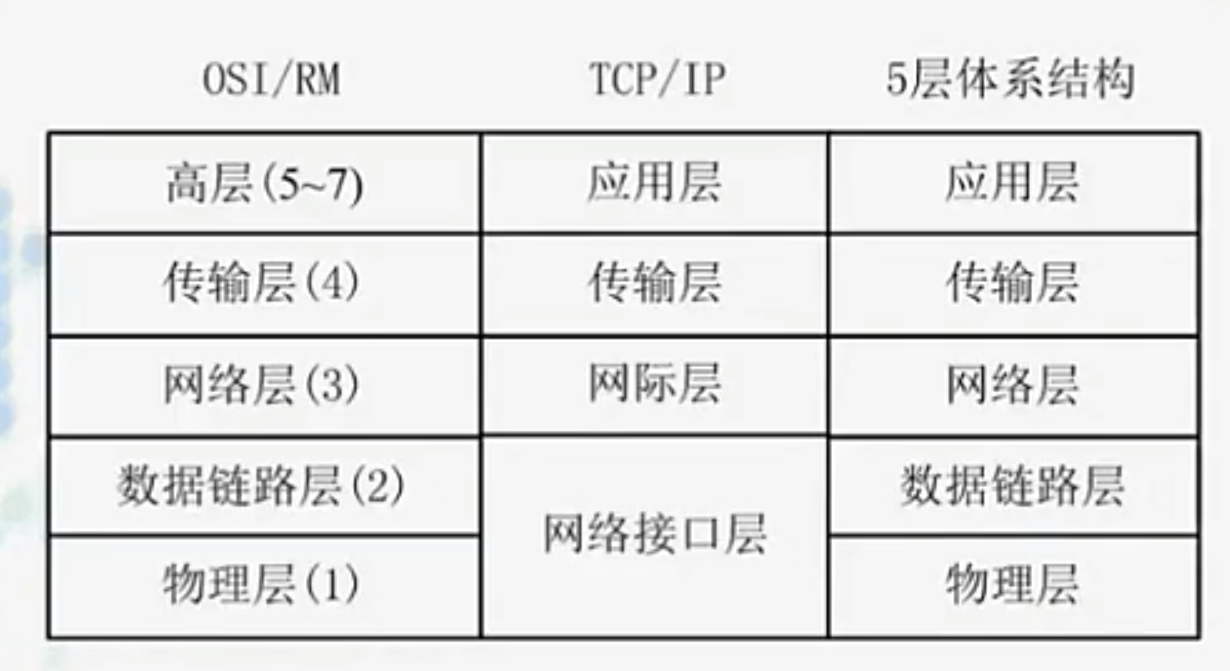 OSI/RM TCP/IP 5层体系结构
高层(5~7) 应用层 应用层
传输层(4) 传输层 传输层
网络层(3) 网际层 网络层
数据链路层(2) 网络接口层 数据链路层
物理层(1) 物理层